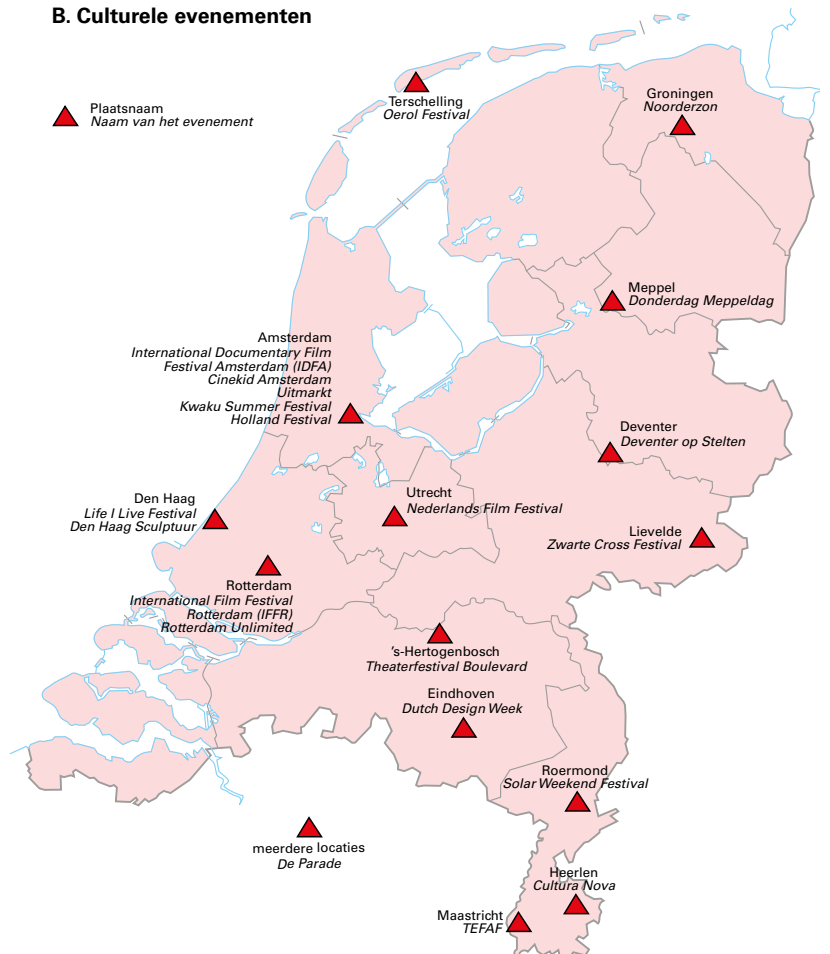 B. Culturele evenementen
Plaatsnaam
Naam van het evenement
Terschelling
Oerol Festival
Groningen
Noorderzon
Meppel
Donderdag Meppeldag
Amsterdam
International Documentary Film
Festival Amsterdam (IDFA)
Cinekid Amsterdam
Uitmarkt
Kwaku Summer Festival
Holland Festival
Deventer
Deventer op Stelten
Den Haag
Life I Live Festival
Den Haag Sculptuur
Utrecht
Nederlands Film Festival
Lievelde
Zwarte Cross Festival
Rotterdam
International Film Festival
Rotterdam (IFFR)
Rotterdam Unlimited
's-Hertogenbosch
Theaterfestival Boulevard
Eindhoven
Dutch Design Week
Roermond
Solar Weekend Festival
meerdere locaties
De Parade
Heerlen
Cultura Nova
Maastricht
TEFAF